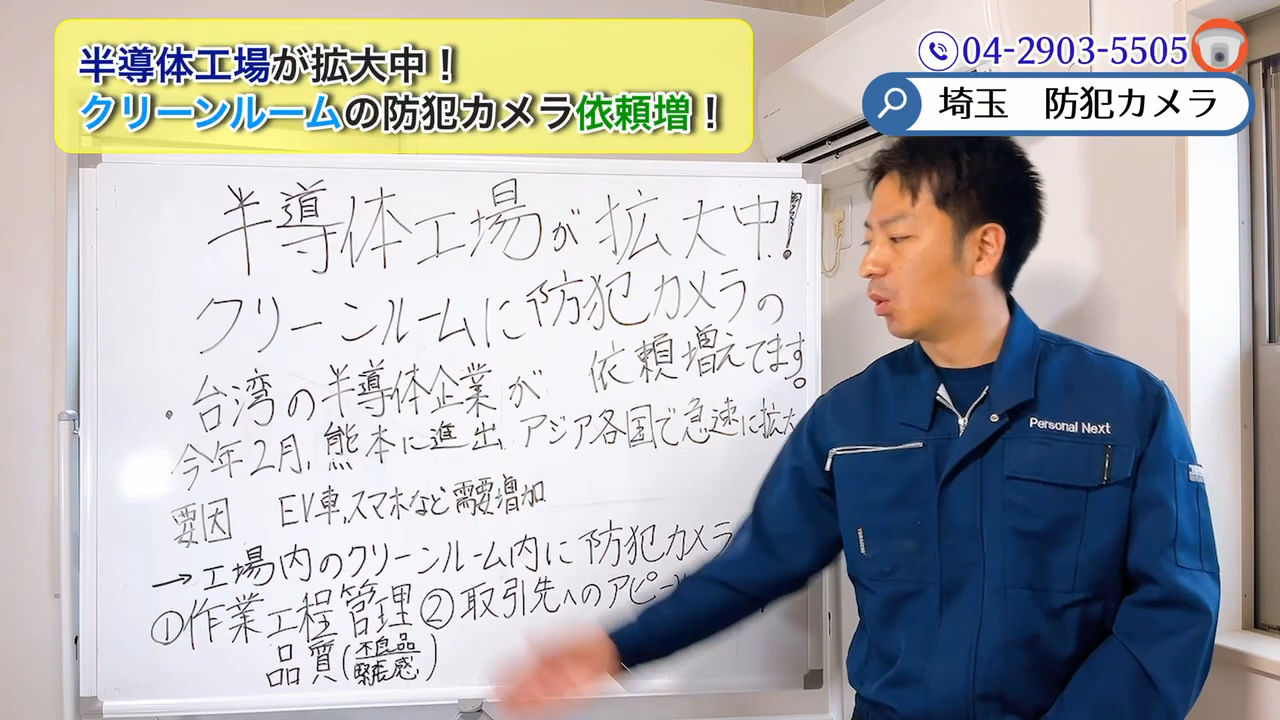 半導体工場が拡大中！
クリーンルームの防犯カメラ依頼増！
04-2903-5505
埼玉　防犯カメラ
半導体工場が拡大中!
クリーンルームに防犯カメラの
依頼増えてます。
台湾の半導体企業が
今年2月、熊本に進出 アジア各国で急速に拡大
要因 EV車、スマホなど需要増加
→工場内のクリーンルーム内に防犯カメラ
①作業工程管理 ②取引先へのアピー
品質(不良品
緊張感)
Personal Next